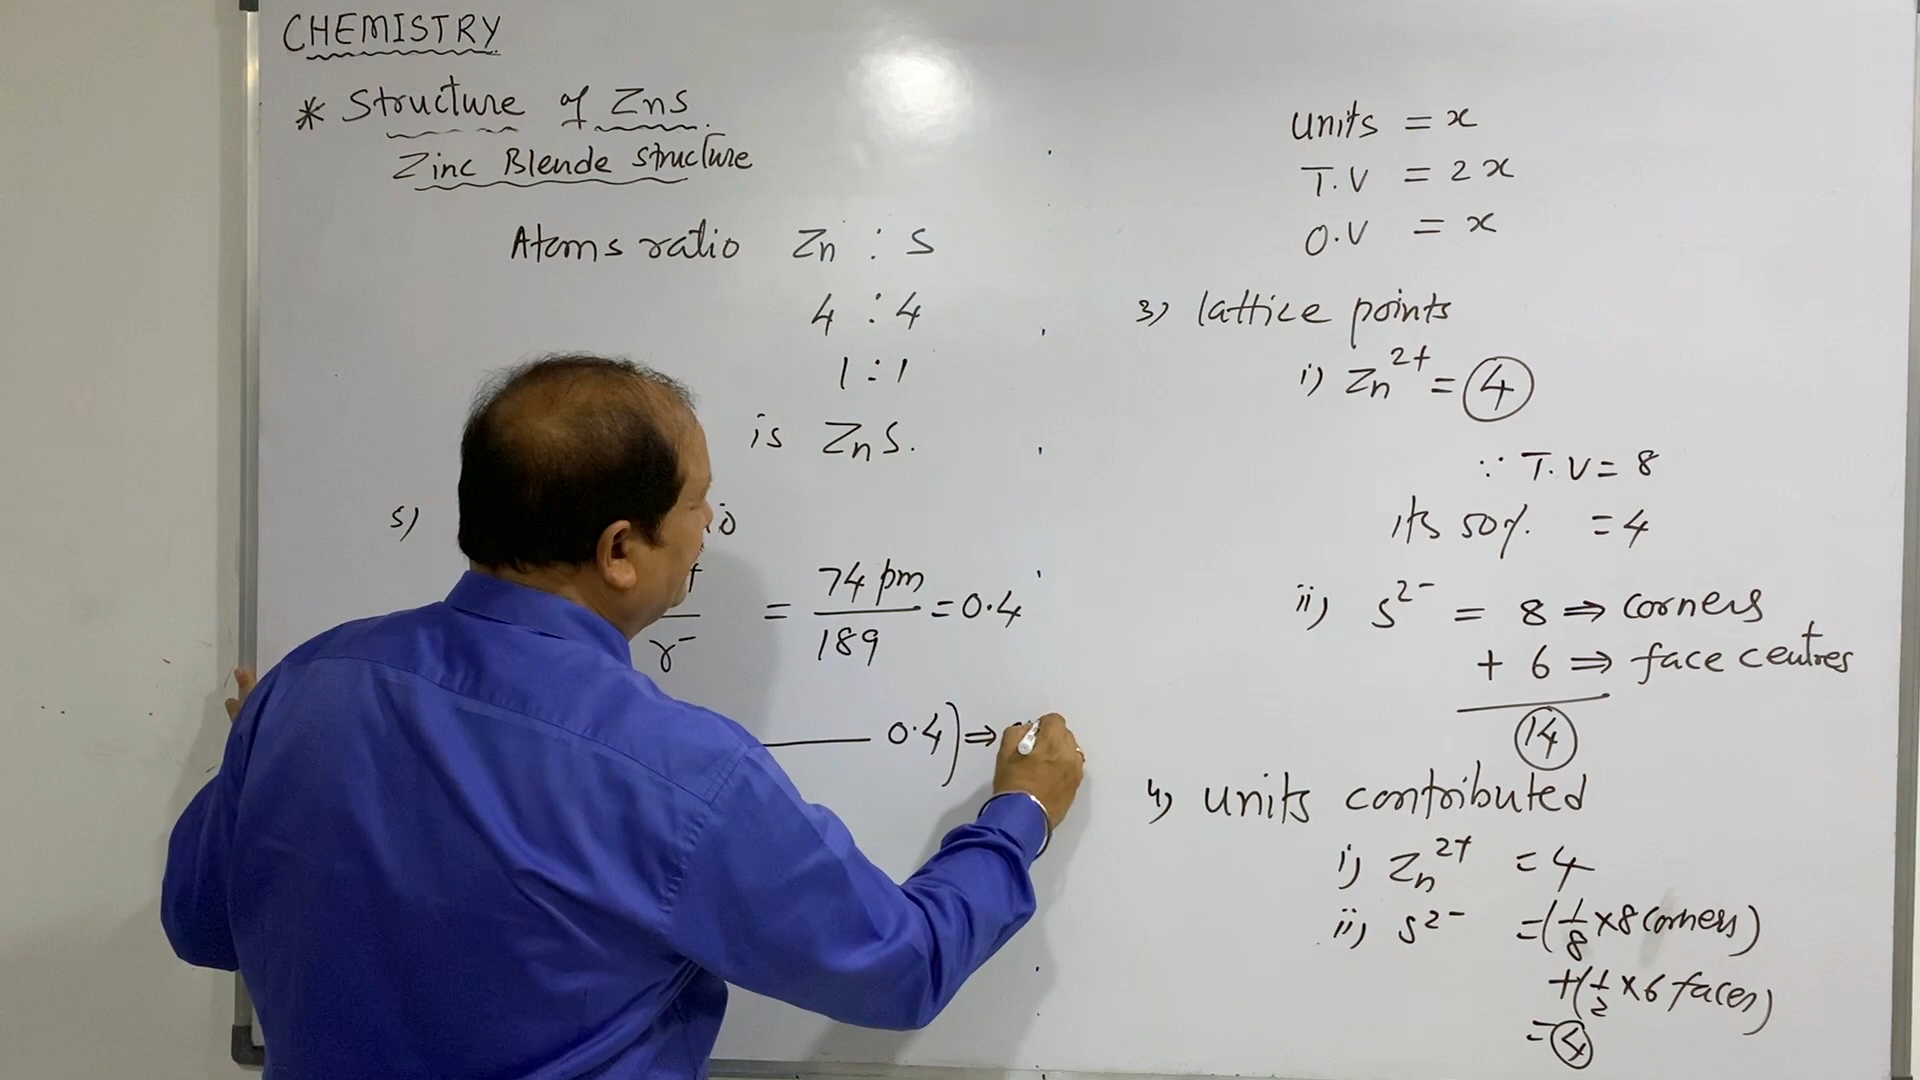 CHEMISTRY
* Structure of ZnS.
Zinc Blende structure
Atoms ratio Zn : S
4 : 4
1 : 1
is ZnS.
5)
r⁻ = 74 pm / 189 = 0.4
0.4) ⇒
units = x
T.V = 2x
O.V = x
3) lattice points
i) Zn²⁺ = 4
∵ T.V = 8
its 50% = 4
ii) S²⁻ = 8 ⇒ corners
+ 6 ⇒ face centres
14
4) units contributed
i) Zn²⁺ = 4
ii) S²⁻ = (1/8 × 8 corners)
+ (1/2 × 6 faces)
= 4